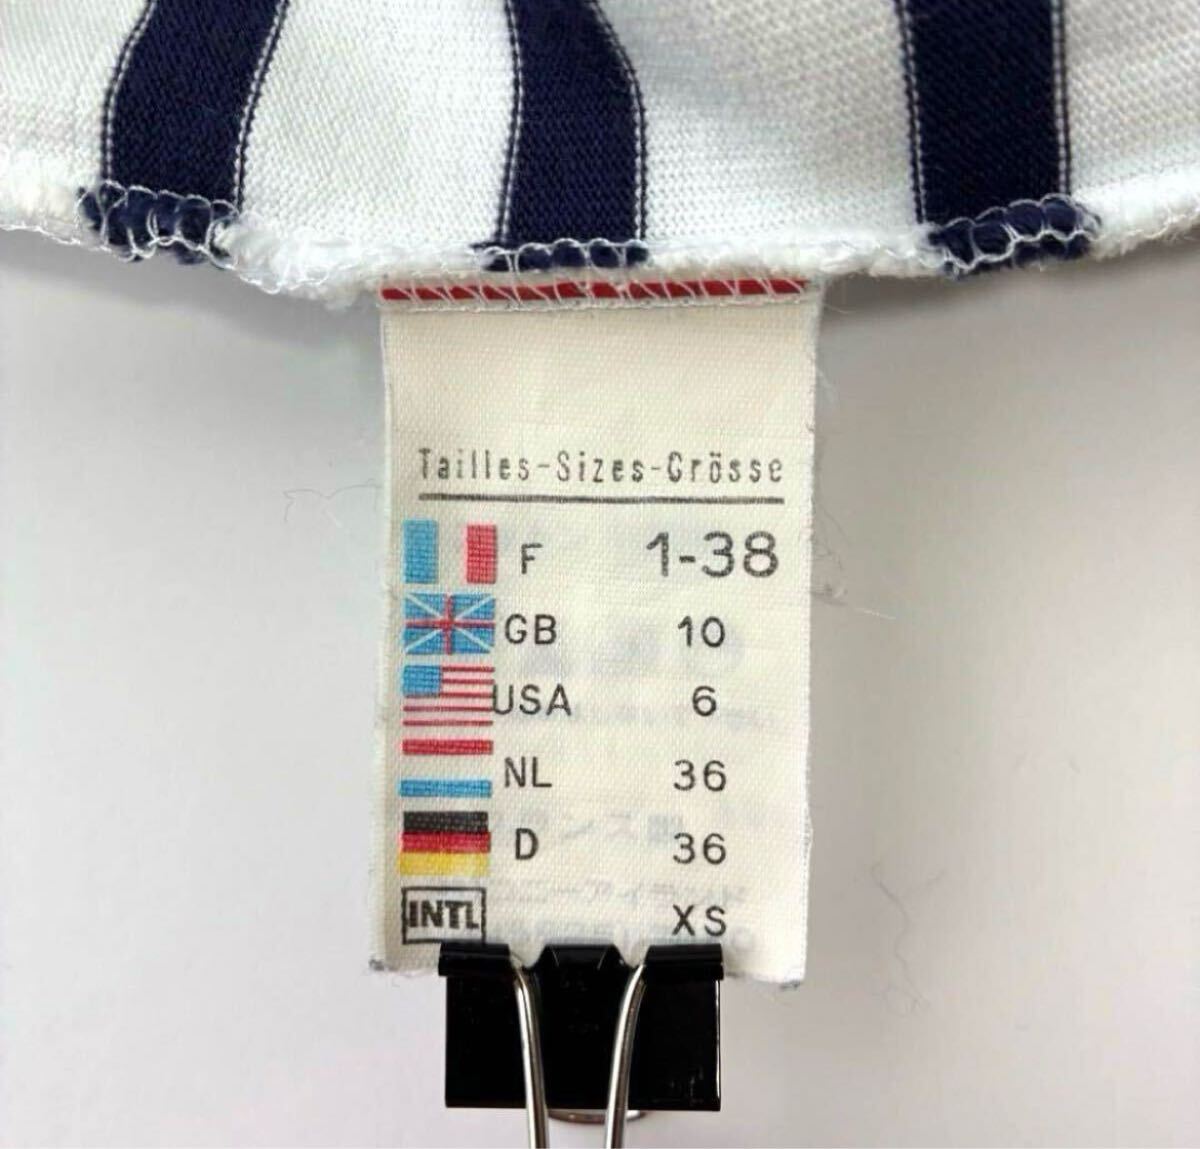 Tailles-Sizes-Grösse
F 1-38
GB 10
USA 6
NL 36
D 36
INTL XS